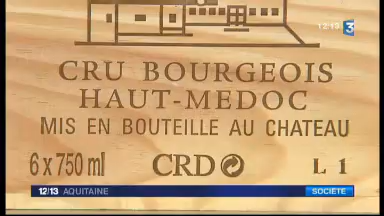 12/13 3
CRU BOURGEOIS
HAUT-MEDOC
MIS EN BOUTEILLE AU CHATEAU
6 x 750 ml CRD L 1
12/13 AQUITAINE SOCIÉTÉ